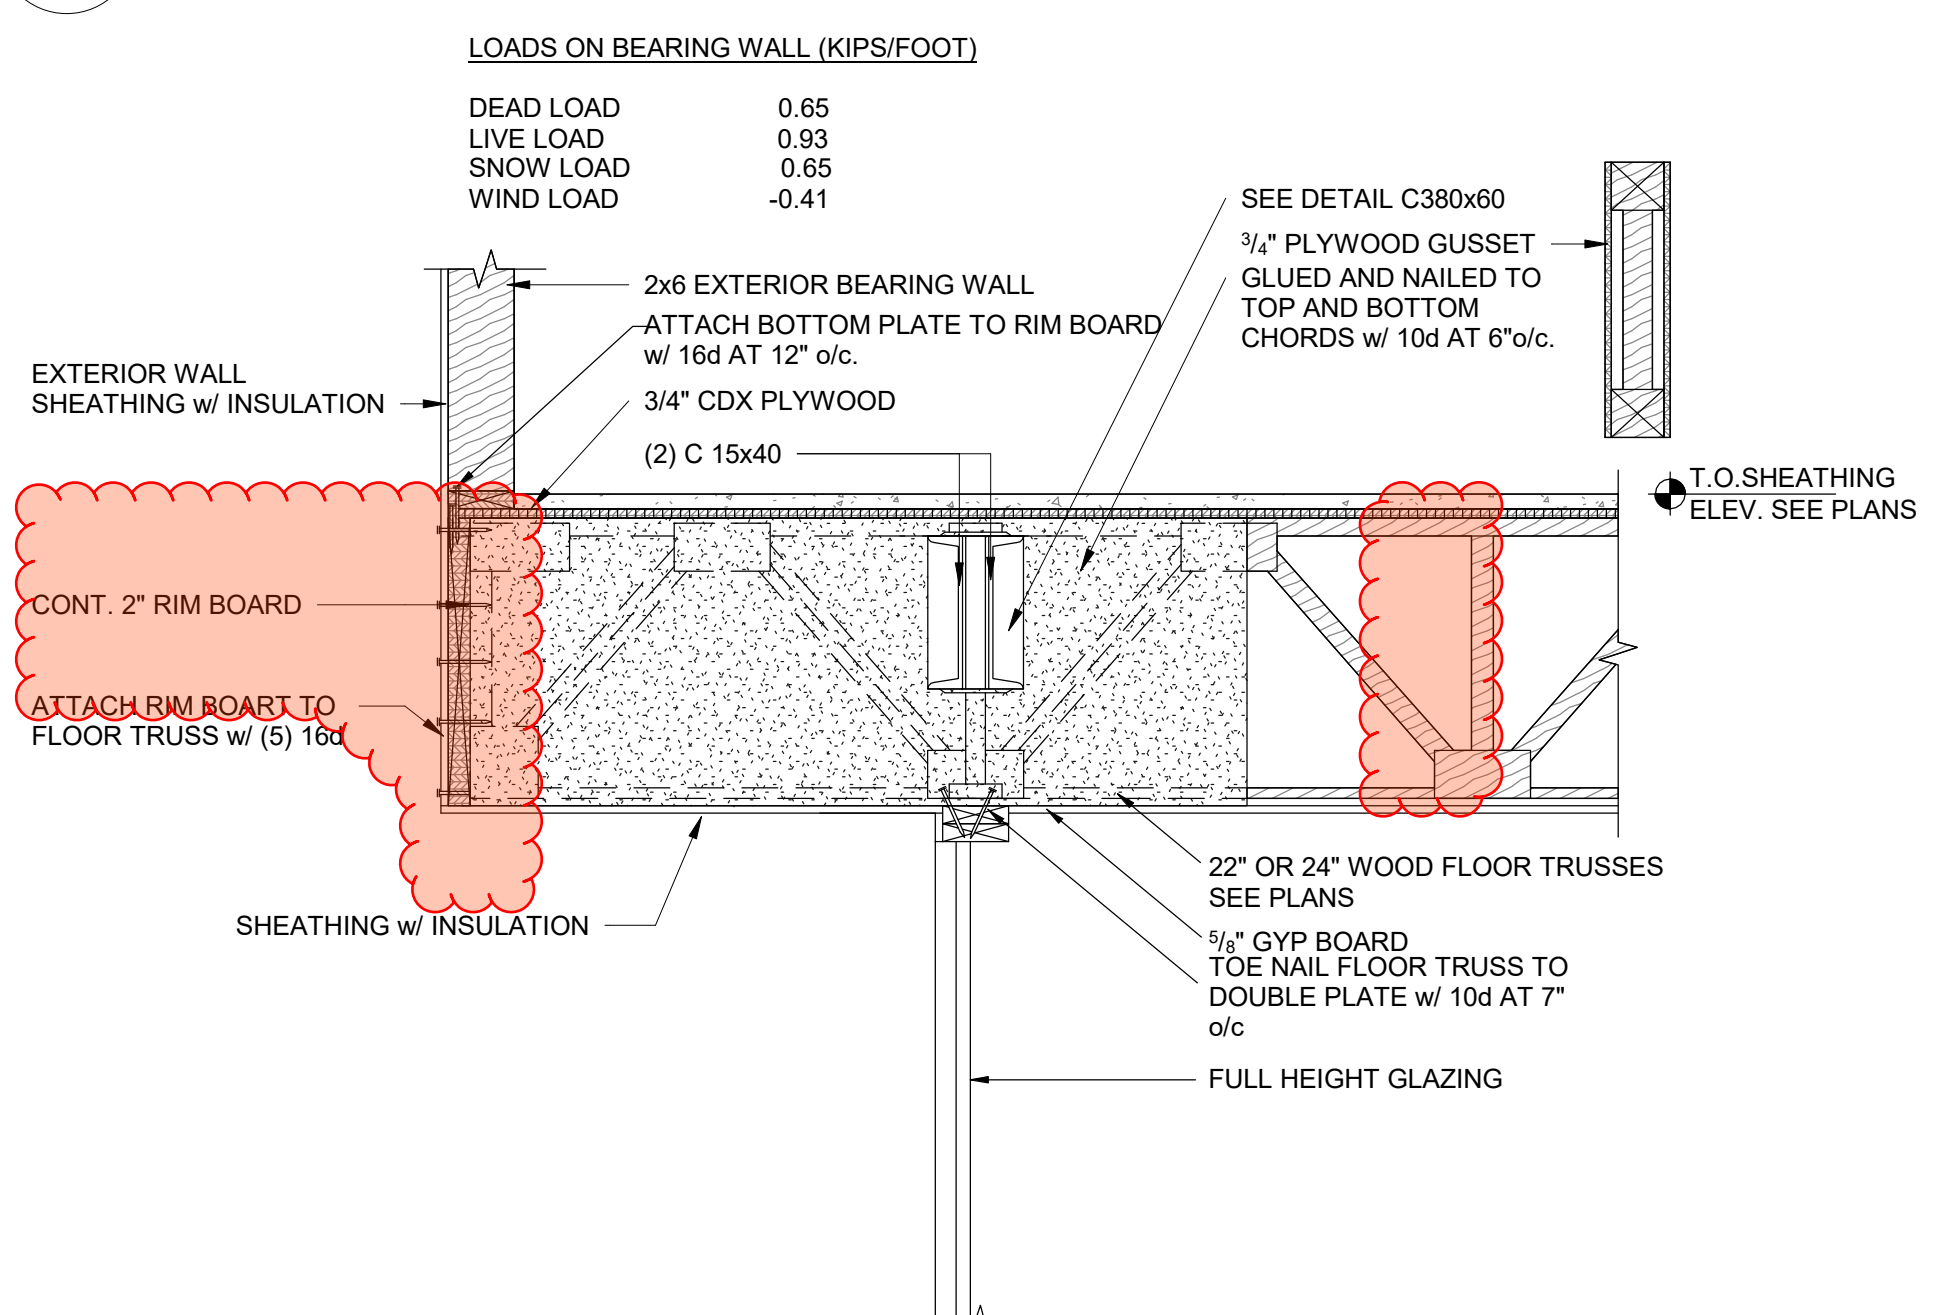 LOADS ON BEARING WALL (KIPS/FOOT)
DEAD LOAD 0.65
LIVE LOAD 0.93
SNOW LOAD 0.65
WIND LOAD -0.41
SEE DETAIL C380x60
3/4" PLYWOOD GUSSET
GLUED AND NAILED TO
TOP AND BOTTOM
CHORDS w/ 10d AT 6"o/c.
2x6 EXTERIOR BEARING WALL
ATTACH BOTTOM PLATE TO RIM BOARD
w/ 16d AT 12" o/c.
EXTERIOR WALL
SHEATHING w/ INSULATION
3/4" CDX PLYWOOD
(2) C 15x40
T.O.SHEATHING
ELEV. SEE PLANS
CONT. 2" RIM BOARD
ATTACH RIM BOART TO
FLOOR TRUSS w/ (5) 16d
SHEATHING w/ INSULATION
22" OR 24" WOOD FLOOR TRUSSES
SEE PLANS
5/8" GYP BOARD
TOE NAIL FLOOR TRUSS TO
DOUBLE PLATE w/ 10d AT 7"
o/c
FULL HEIGHT GLAZING